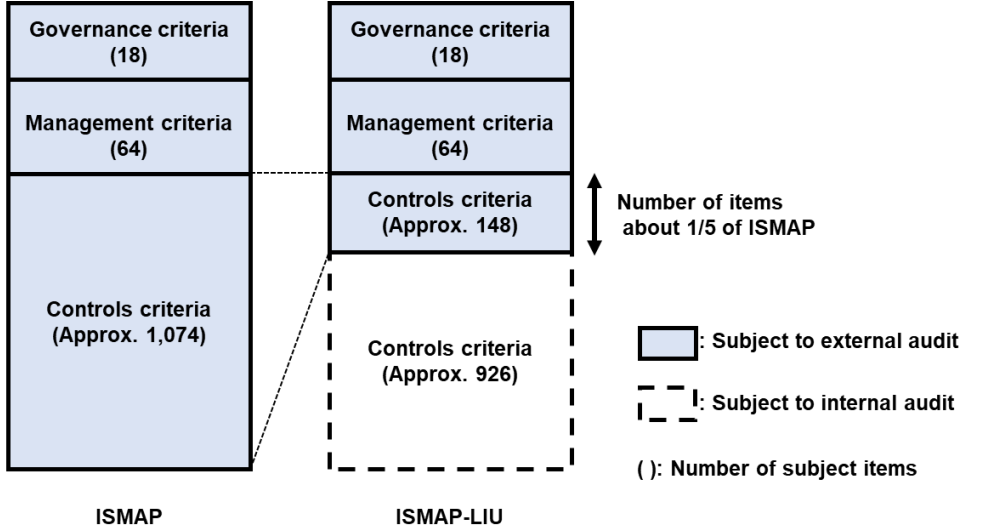 Governance criteria
(18)
Management criteria
(64)
Controls criteria
(Approx. 1,074)
ISMAP
Governance criteria
(18)
Management criteria
(64)
Controls criteria
(Approx. 148)
Controls criteria
(Approx. 926)
ISMAP-LIU
Number of items
about 1/5 of ISMAP
: Subject to external audit
: Subject to internal audit
( ): Number of subject items